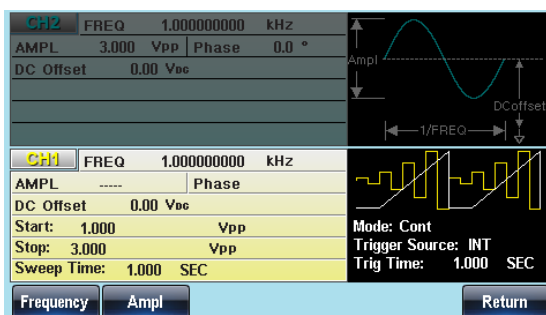 CH2 FREQ 1.000000000 kHz
AMPL 3.000 Vpp Phase 0.0 °
DC Offset 0.00 VDC
Ampl
DCoffset
1/FREQ
CH1 FREQ 1.000000000 kHz
AMPL ----- Phase
DC Offset 0.00 VDC
Start: 1.000 Vpp
Stop: 3.000 Vpp
Sweep Time: 1.000 SEC
Mode: Cont
Trigger Source: INT
Trig Time: 1.000 SEC
Frequency Ampl Return